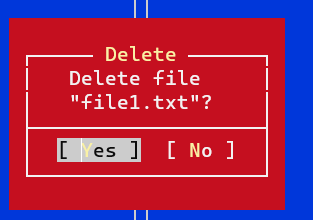 Delete
Delete file
"file1.txt"?
[ Yes ] [ No ]